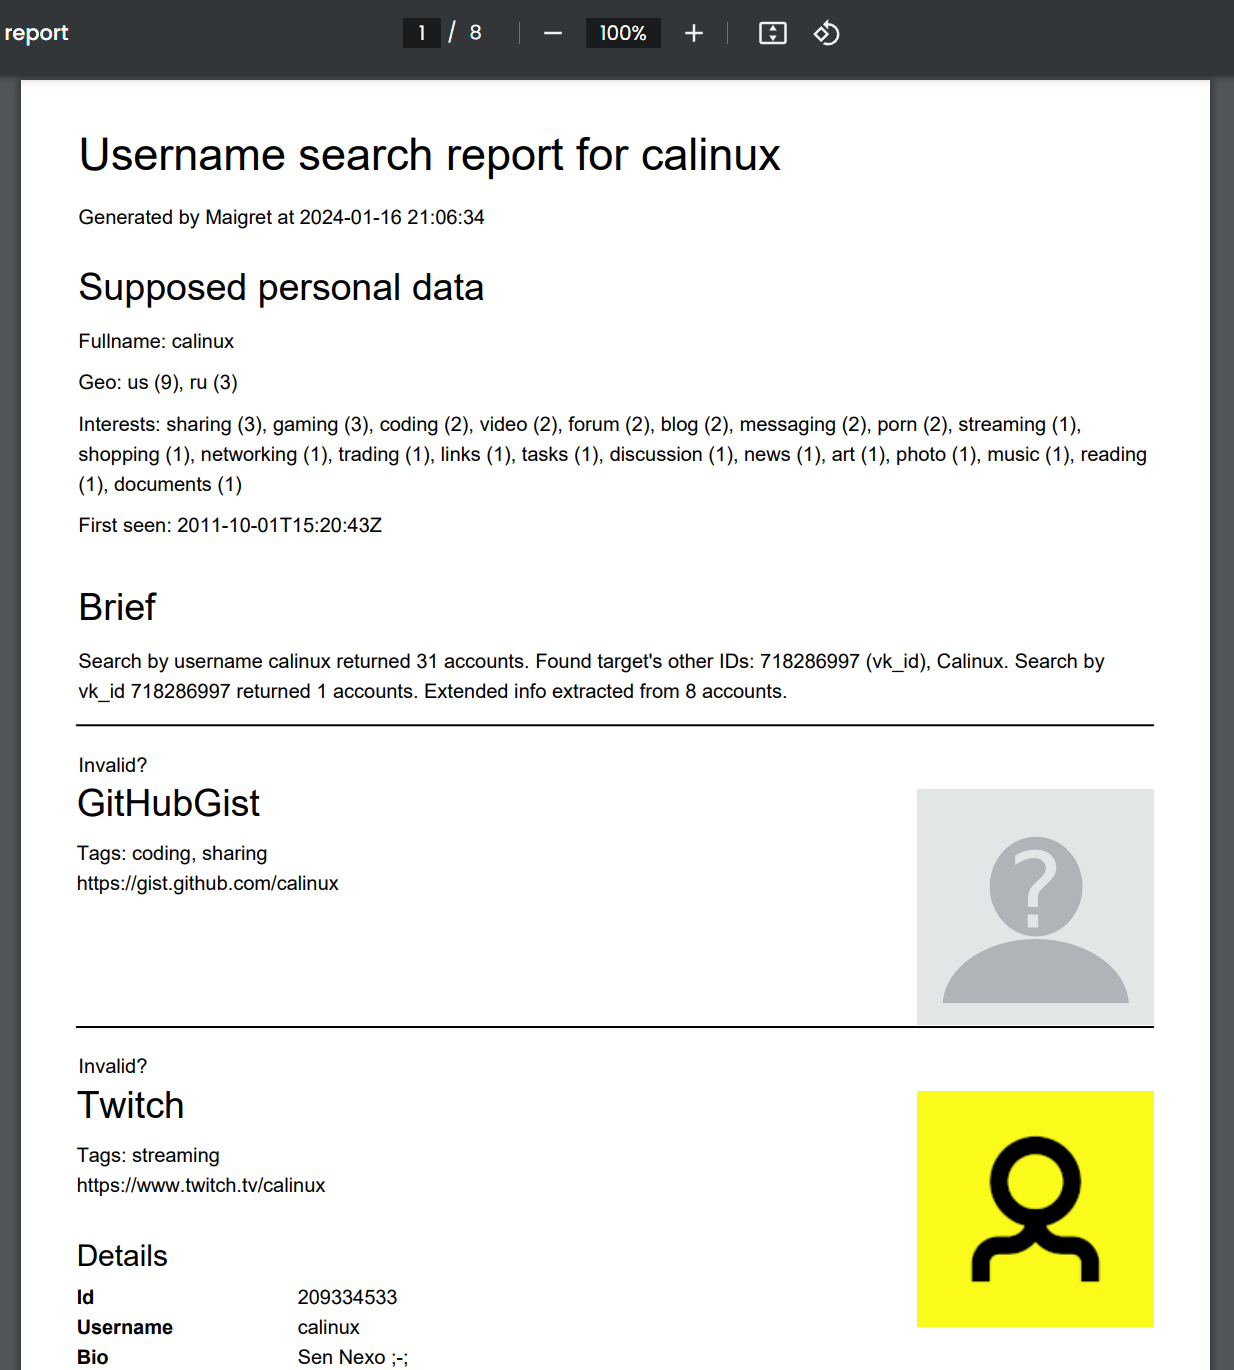 report
1 / 8
100%
Username search report for calinux
Generated by Maigret at 2024-01-16 21:06:34
Supposed personal data
Fullname: calinux
Geo: us (9), ru (3)
Interests: sharing (3), gaming (3), coding (2), video (2), forum (2), blog (2), messaging (2), porn (2), streaming (1),
shopping (1), networking (1), trading (1), links (1), tasks (1), discussion (1), news (1), art (1), photo (1), music (1), reading
(1), documents (1)
First seen: 2011-10-01T15:20:43Z
Brief
Search by username calinux returned 31 accounts. Found target's other IDs: 718286997 (vk_id), Calinux. Search by
vk_id 718286997 returned 1 accounts. Extended info extracted from 8 accounts.
Invalid?
GitHubGist
Tags: coding, sharing
https://gist.github.com/calinux
?
Invalid?
Twitch
Tags: streaming
https://www.twitch.tv/calinux
Details
Id 209334533
Username calinux
Bio Sen Nexo ;-;